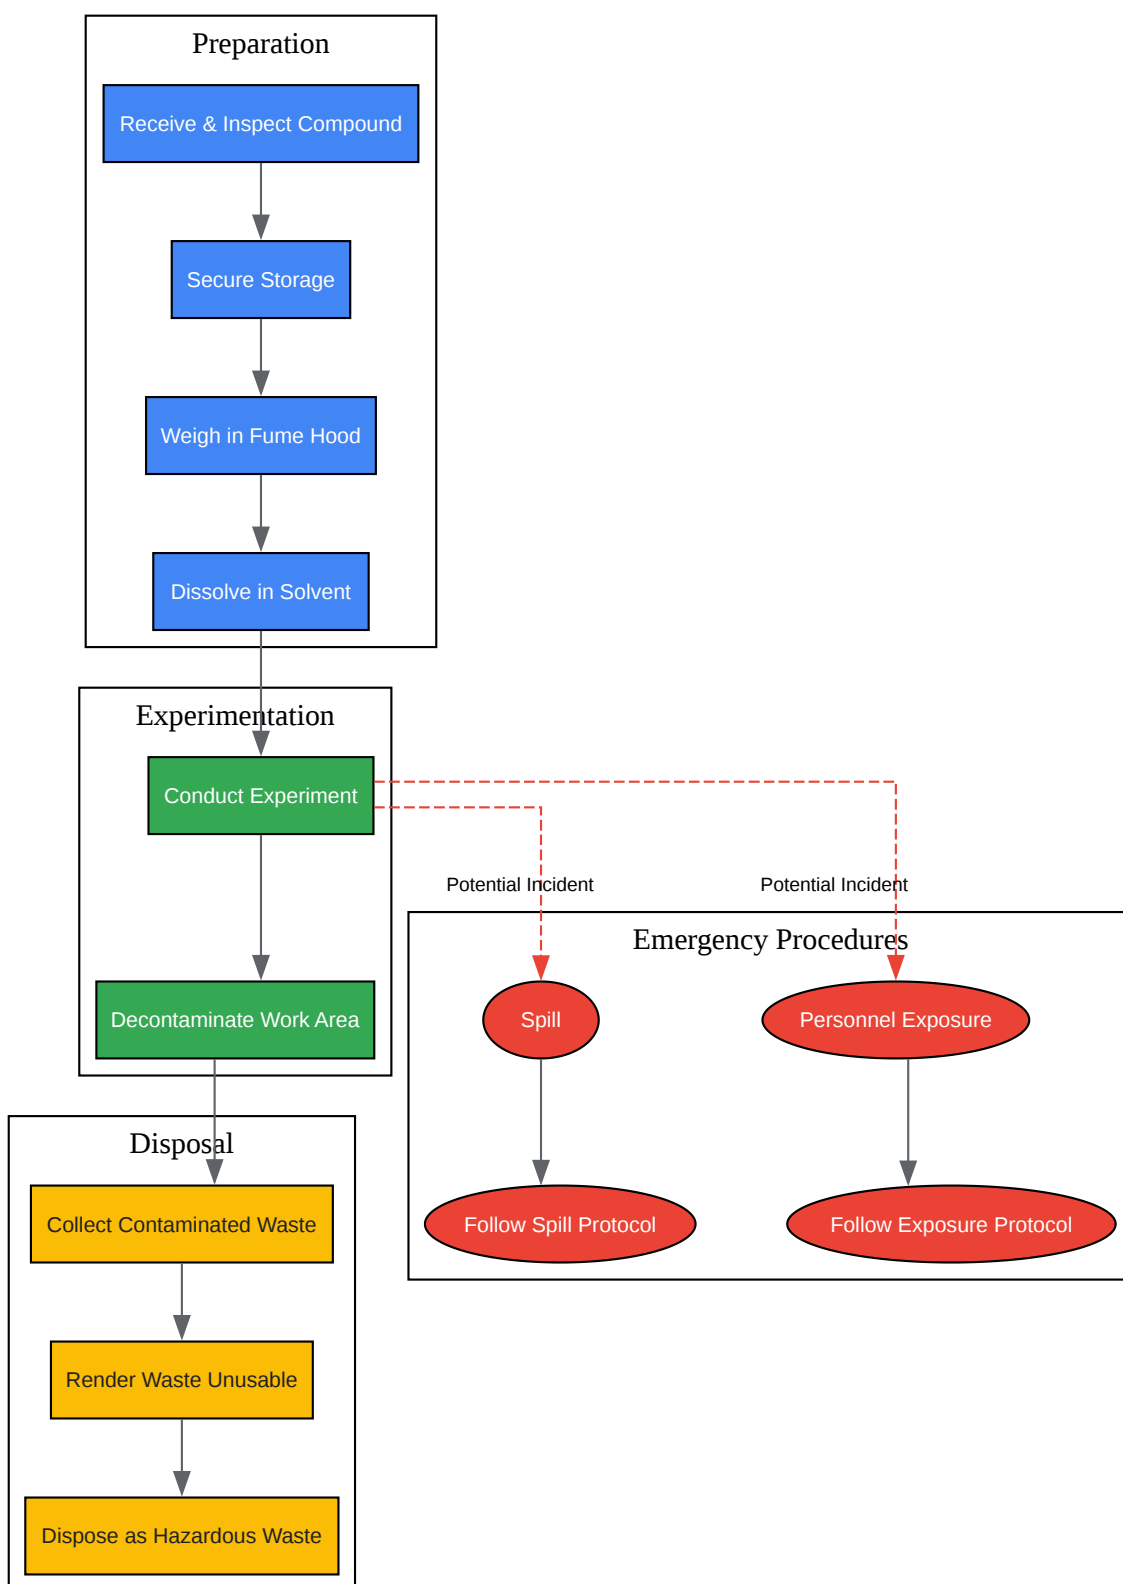 Preparation
Receive & Inspect Compound
Secure Storage
Weigh in Fume Hood
Dissolve in Solvent
Experimentation
Conduct Experiment
Decontaminate Work Area
Potential Incident
Potential Incident
Emergency Procedures
Spill
Personnel Exposure
Follow Spill Protocol
Follow Exposure Protocol
Disposal
Collect Contaminated Waste
Render Waste Unusable
Dispose as Hazardous Waste